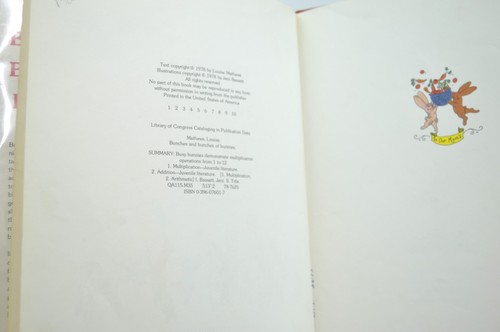 Text copyright © 1978 by Louise Mathews
Illustrations copyright © 1978 by Jeni Bassett
All rights reserved
No part of this book may be reproduced in any form
without permission in writing from the publisher
Printed in the United States of America
1 2 3 4 5 6 7 8 9 10
Library of Congress Cataloging in Publication Data
Mathews, Louise.
Bunches and bunches of bunnies.
SUMMARY: Busy bunnies demonstrate multiplication
operations from 1 to 12.
1. Multiplication—Juvenile literature.
2. Addition—Juvenile literature. [1. Multiplication.
2. Arithmetic] I. Bassett, Jeni. II. Title.
QA115.M35 513'.2 78-7625
ISBN 0-396-07601-7
To Our Parents